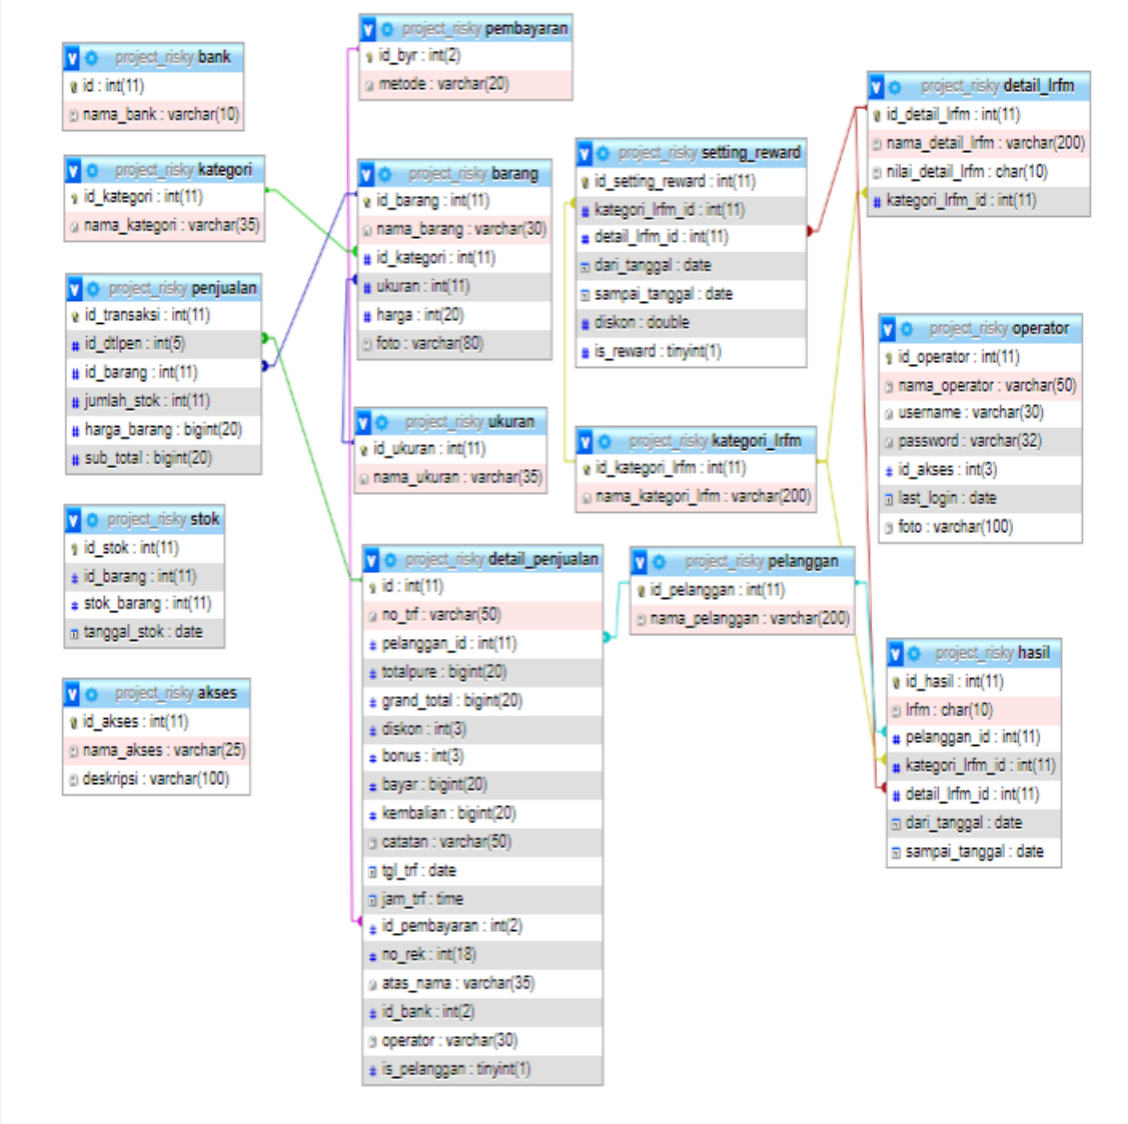 project_risky bank
id : int(11)
nama_bank : varchar(10)
project_risky kategori
id_kategori : int(11)
nama_kategori : varchar(35)
project_risky penjualan
id_transaksi : int(11)
id_dtlpen : int(5)
id_barang : int(11)
jumlah_stok : int(11)
harga_barang : bigint(20)
sub_total : bigint(20)
project_risky stok
id_stok : int(11)
id_barang : int(11)
stok_barang : int(11)
tanggal_stok : date
project_risky akses
id_akses : int(11)
nama_akses : varchar(25)
deskripsi : varchar(100)
project_risky pembayaran
id_byr : int(2)
metode : varchar(20)
project_risky barang
id_barang : int(11)
nama_barang : varchar(30)
id_kategori : int(11)
ukuran : int(11)
harga : int(20)
foto : varchar(80)
project_risky ukuran
id_ukuran : int(11)
nama_ukuran : varchar(35)
project_risky detail_penjualan
id : int(11)
no_trf : varchar(50)
pelanggan_id : int(11)
totalpure : bigint(20)
grand_total : bigint(20)
diskon : int(3)
bonus : int(3)
bayar : bigint(20)
kembalian : bigint(20)
catatan : varchar(50)
tgl_trf : date
jam_trf : time
id_pembayaran : int(2)
no_rek : int(18)
atas_nama : varchar(35)
id_bank : int(2)
operator : varchar(30)
is_pelanggan : tinyint(1)
project_risky setting_reward
id_setting_reward : int(11)
kategori_lrfm_id : int(11)
detail_lrfm_id : int(11)
dari_tanggal : date
sampai_tanggal : date
diskon : double
is_reward : tinyint(1)
project_risky kategori_lrfm
id_kategori_lrfm : int(11)
nama_kategori_lrfm : varchar(200)
project_risky pelanggan
id_pelanggan : int(11)
nama_pelanggan : varchar(200)
project_risky detail_lrfm
id_detail_lrfm : int(11)
nama_detail_lrfm : varchar(200)
nilai_detail_lrfm : char(10)
kategori_lrfm_id : int(11)
project_risky operator
id_operator : int(11)
nama_operator : varchar(50)
username : varchar(30)
password : varchar(32)
id_akses : int(3)
last_login : date
foto : varchar(100)
project_risky hasil
id_hasil : int(11)
lrfm : char(10)
pelanggan_id : int(11)
kategori_lrfm_id : int(11)
detail_lrfm_id : int(11)
dari_tanggal : date
sampai_tanggal : date